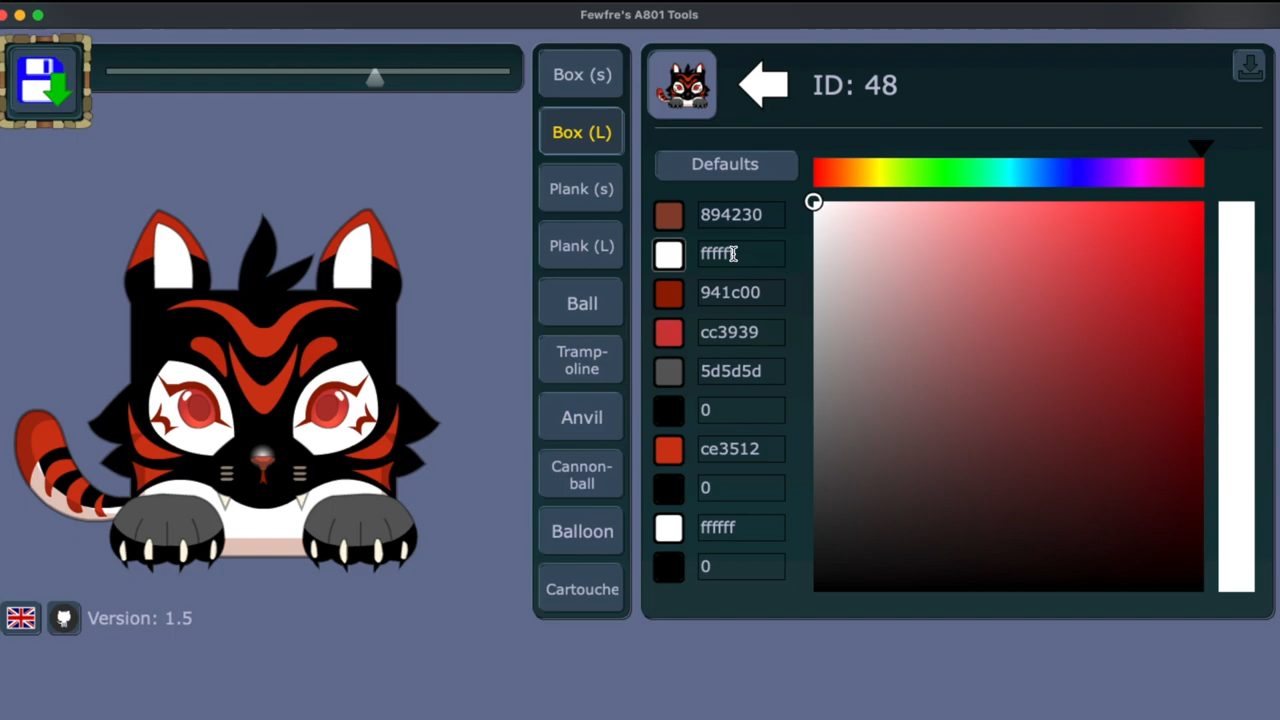 Fewfre's A801 Tools
Box (s)
Box (L)
Plank (s)
Plank (L)
Ball
Tramp-
oline
Anvil
Cannon-
ball
Balloon
Cartouche
ID: 48
Defaults
894230
ffffff
941c00
cc3939
5d5d5d
0
ce3512
0
ffffff
0
Version: 1.5